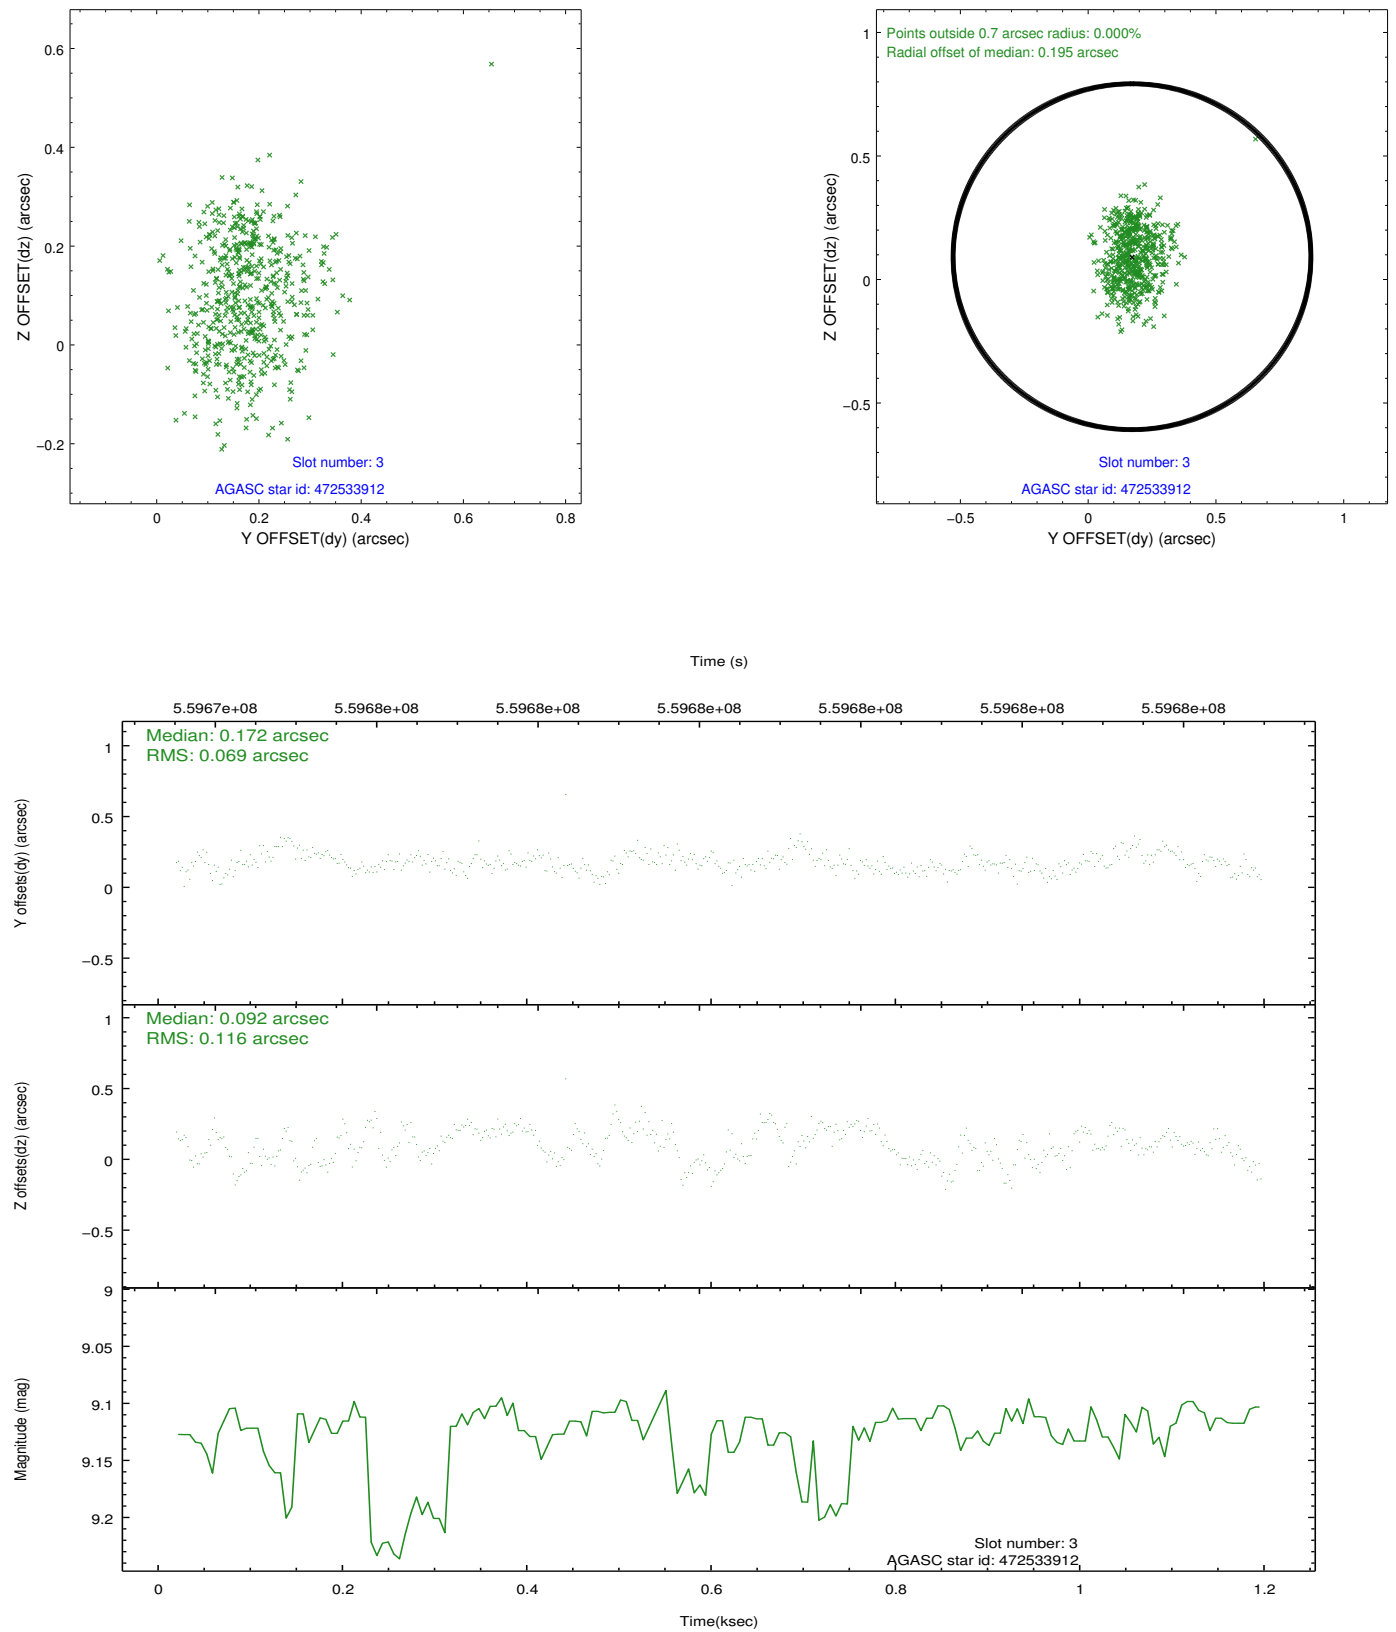 0.6
0.4
0.2
0
−0.2
Z OFFSET(dz) (arcsec)
Slot number: 3
AGASC star id: 472533912
0 0.2 0.4 0.6 0.8
Y OFFSET(dy) (arcsec)
Points outside 0.7 arcsec radius: 0.000%
Radial offset of median: 0.195 arcsec
1
0.5
0
−0.5
Z OFFSET(dz) (arcsec)
Slot number: 3
AGASC star id: 472533912
−0.5 0 0.5 1
Y OFFSET(dy) (arcsec)
Time (s)
5.5967e+08 5.5968e+08 5.5968e+08 5.5968e+08 5.5968e+08 5.5968e+08 5.5968e+08
Median: 0.172 arcsec
RMS: 0.069 arcsec
1
0.5
0
−0.5
Y offsets(dy) (arcsec)
Median: 0.092 arcsec
RMS: 0.116 arcsec
1
0.5
0
−0.5
Z offsets(dz) (arcsec)
9
9.05
9.1
9.15
9.2
Magnitude (mag)
Slot number: 3
AGASC star id: 472533912
0 0.2 0.4 0.6 0.8 1 1.2
Time(ksec)